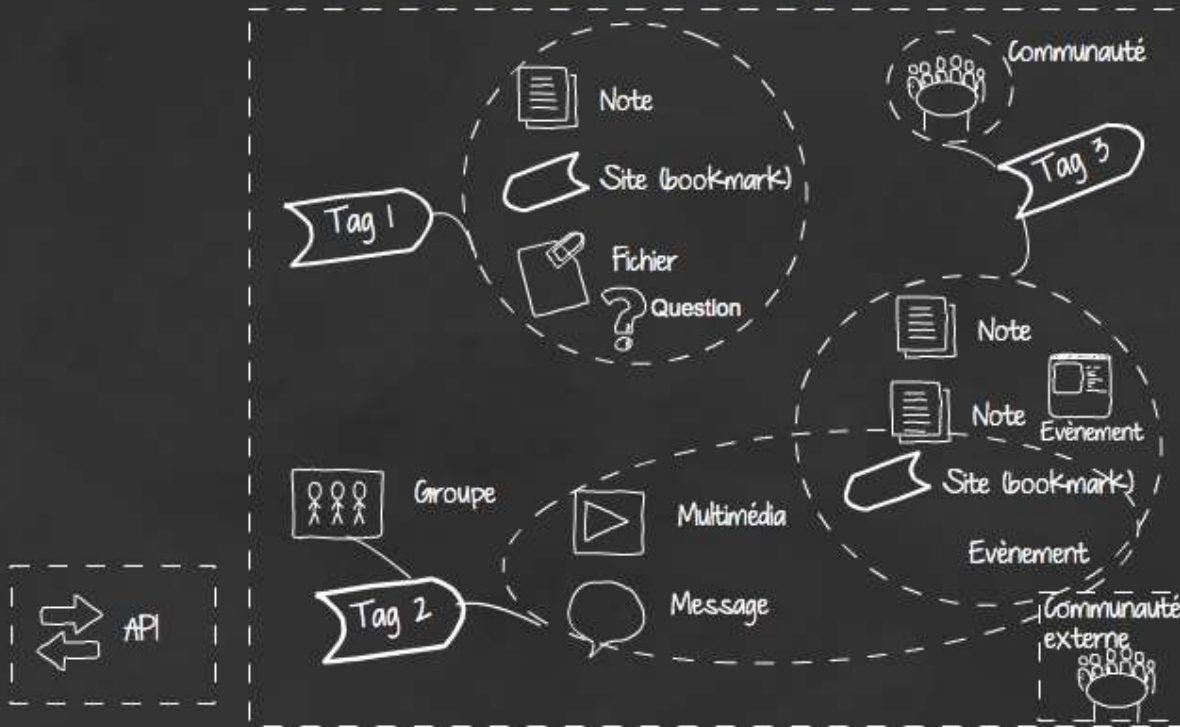 Communauté
Note
Tag 3
Site (bookmark)
Tag 1
Fichier
Question
Note
Note
Evènement
Groupe
Site (bookmark)
Multimédia
Evènement
Message
Tag 2
API
Communauté
externe